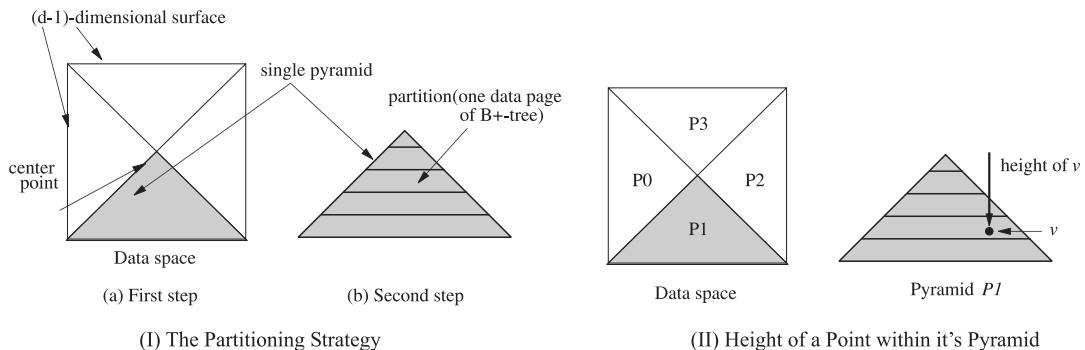 (d-1)-dimensional surface
single pyramid
partition(one data page
of B+-tree)
center
point
Data space
(a) First step
(b) Second step
(I) The Partitioning Strategy
P3
P0
P2
P1
height of v
v
Data space
Pyramid P1
(II) Height of a Point within it's Pyramid